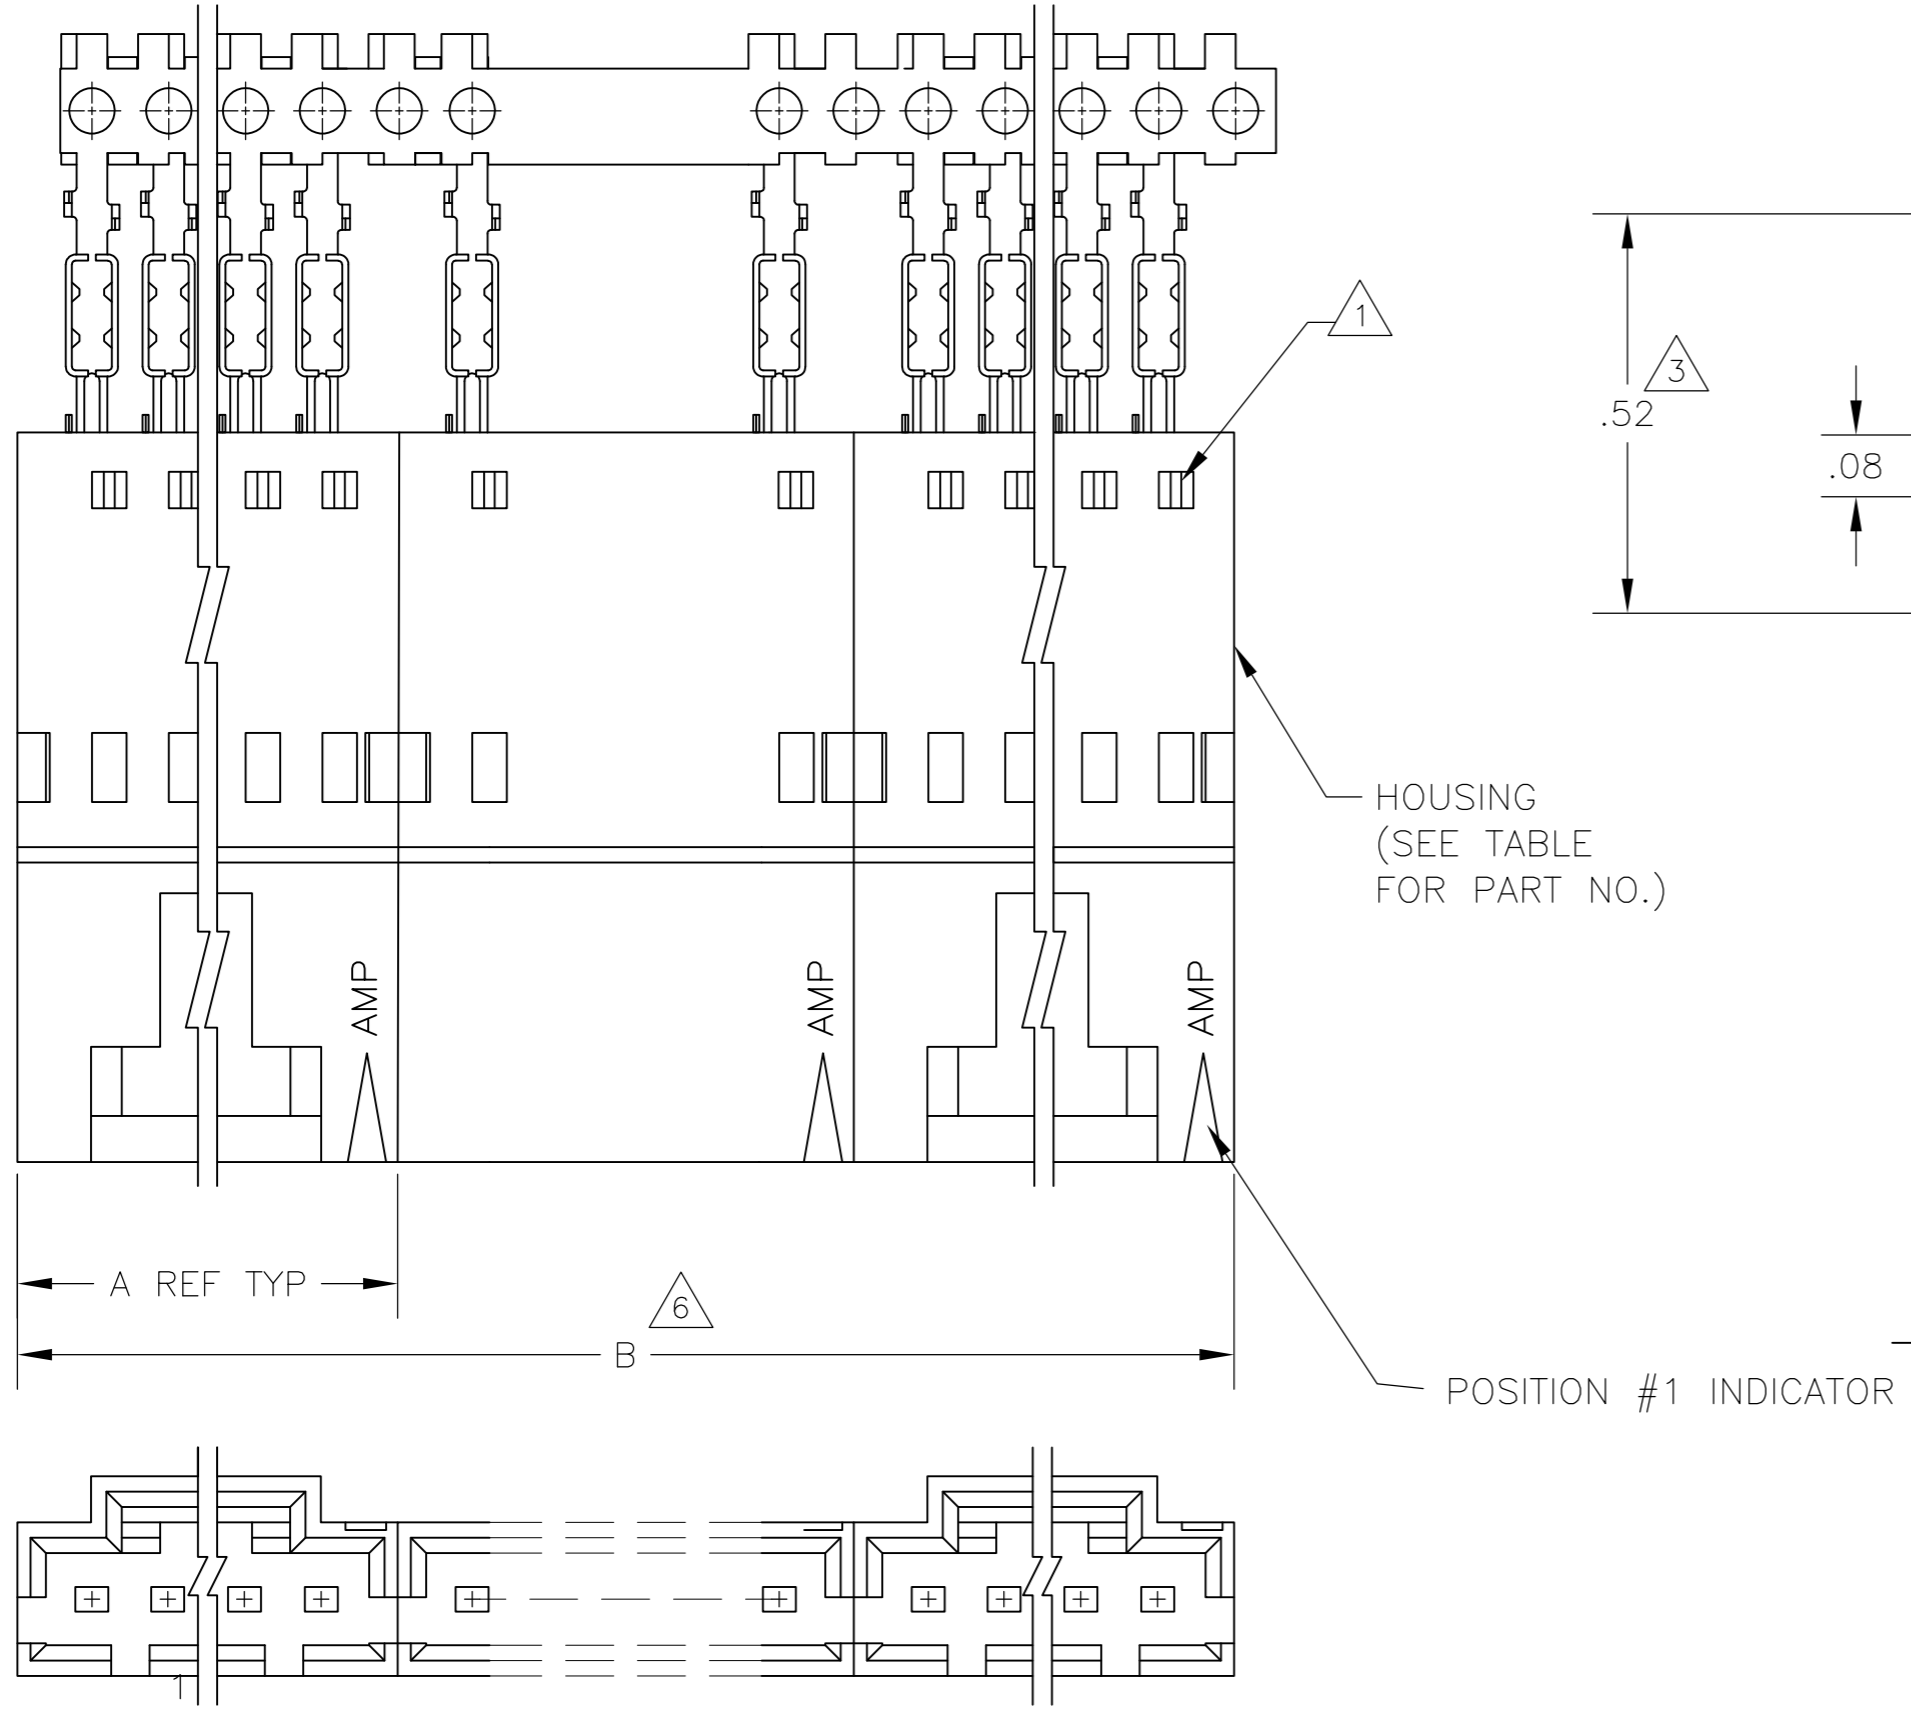 1
3
.52
.08
HOUSING
(SEE TABLE
FOR PART NO.)
AMP
AMP
AMP
A REF TYP
6
B
POSITION #1 INDICATOR
1